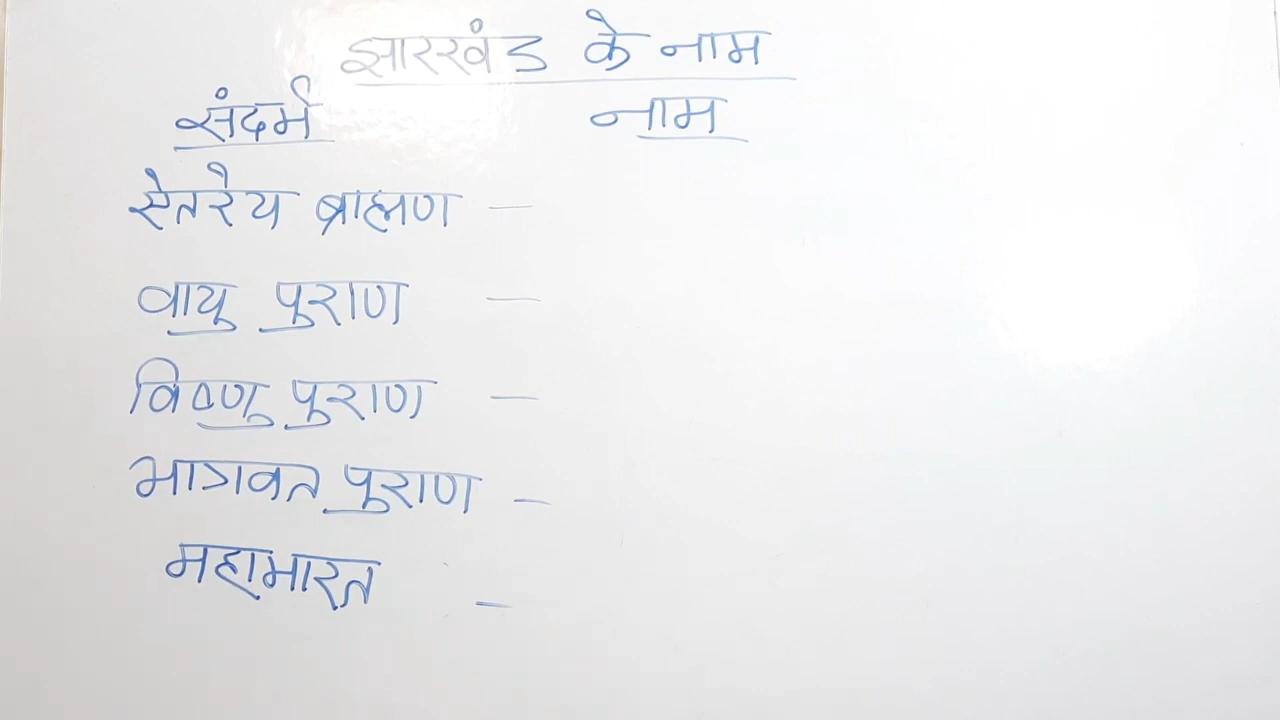 झारखंड के नाम
संदर्भ नाम
ऐतरेय ब्राह्मण -
वायु पुराण -
विष्णु पुराण -
भागवत पुराण -
महाभारत -